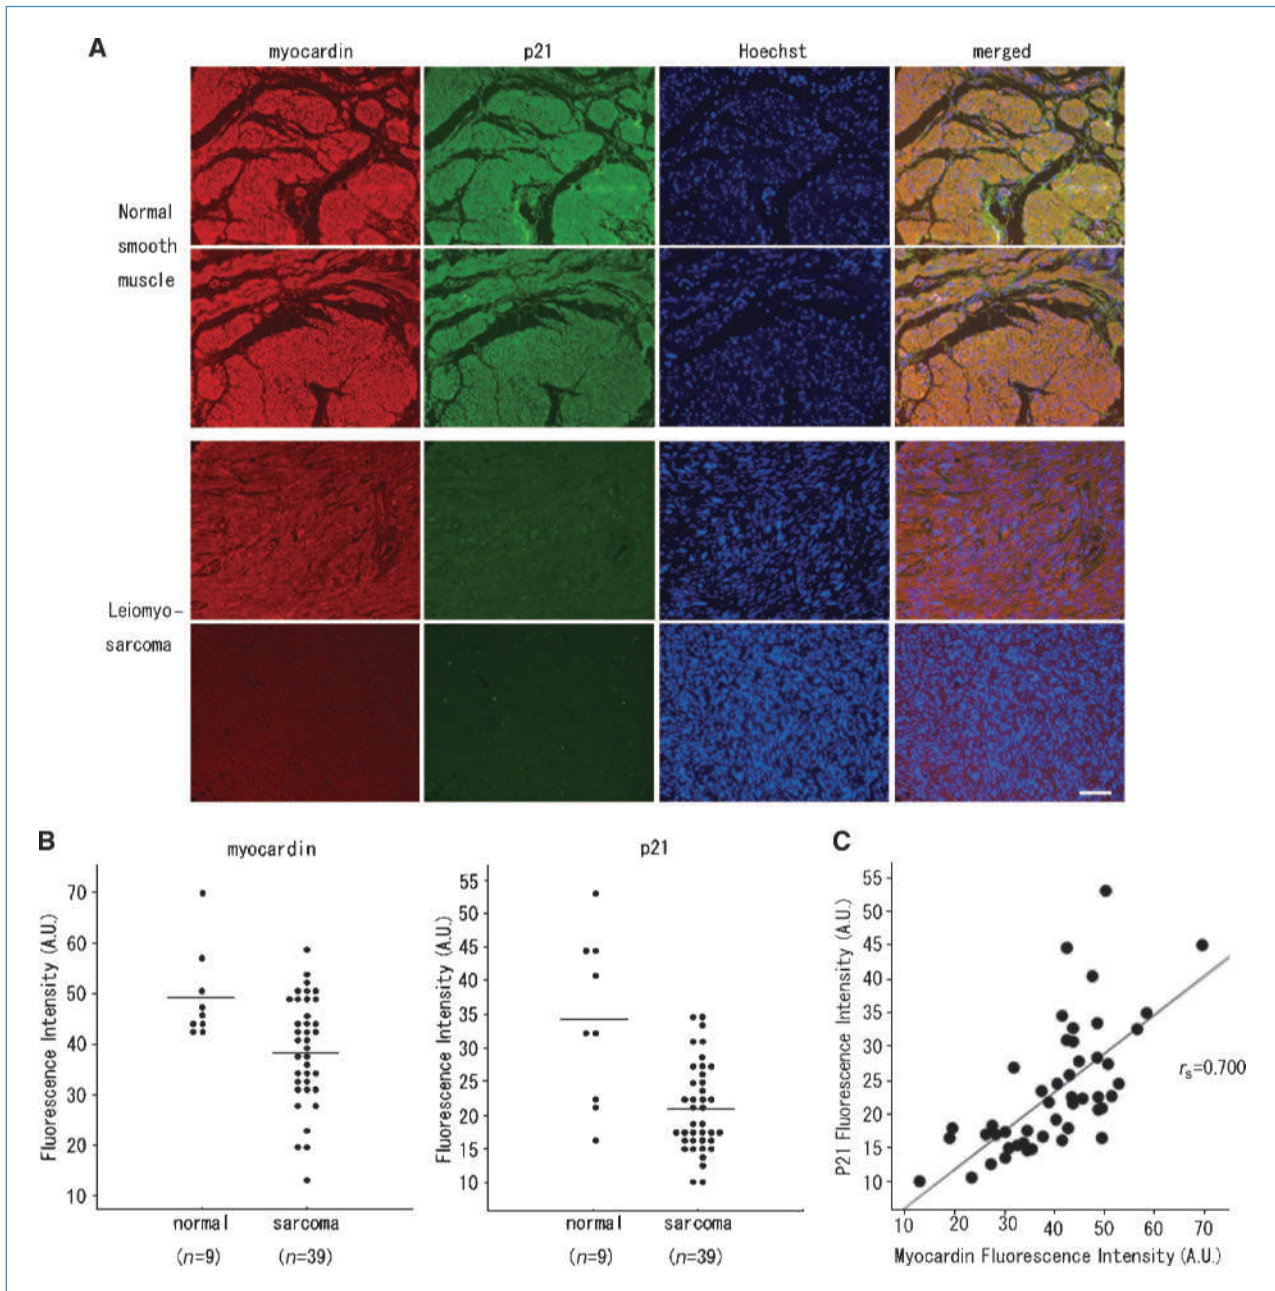 A
myocardin p21 Hoechst merged
Normal
smooth
muscle
Leiomyo-
sarcoma
B
myocardin
Fluorescence Intensity (A.U.)
70
60
50
40
30
20
10
normal sarcoma
(n=9) (n=39)
p21
Fluorescence Intensity (A.U.)
55
50
45
40
35
30
25
20
15
10
normal sarcoma
(n=9) (n=39)
C
P21 Fluorescence Intensity (A.U.)
55
50
45
40
35
30
25
20
15
10
rs=0.700
10 20 30 40 50 60 70
Myocardin Fluorescence Intensity (A.U.)